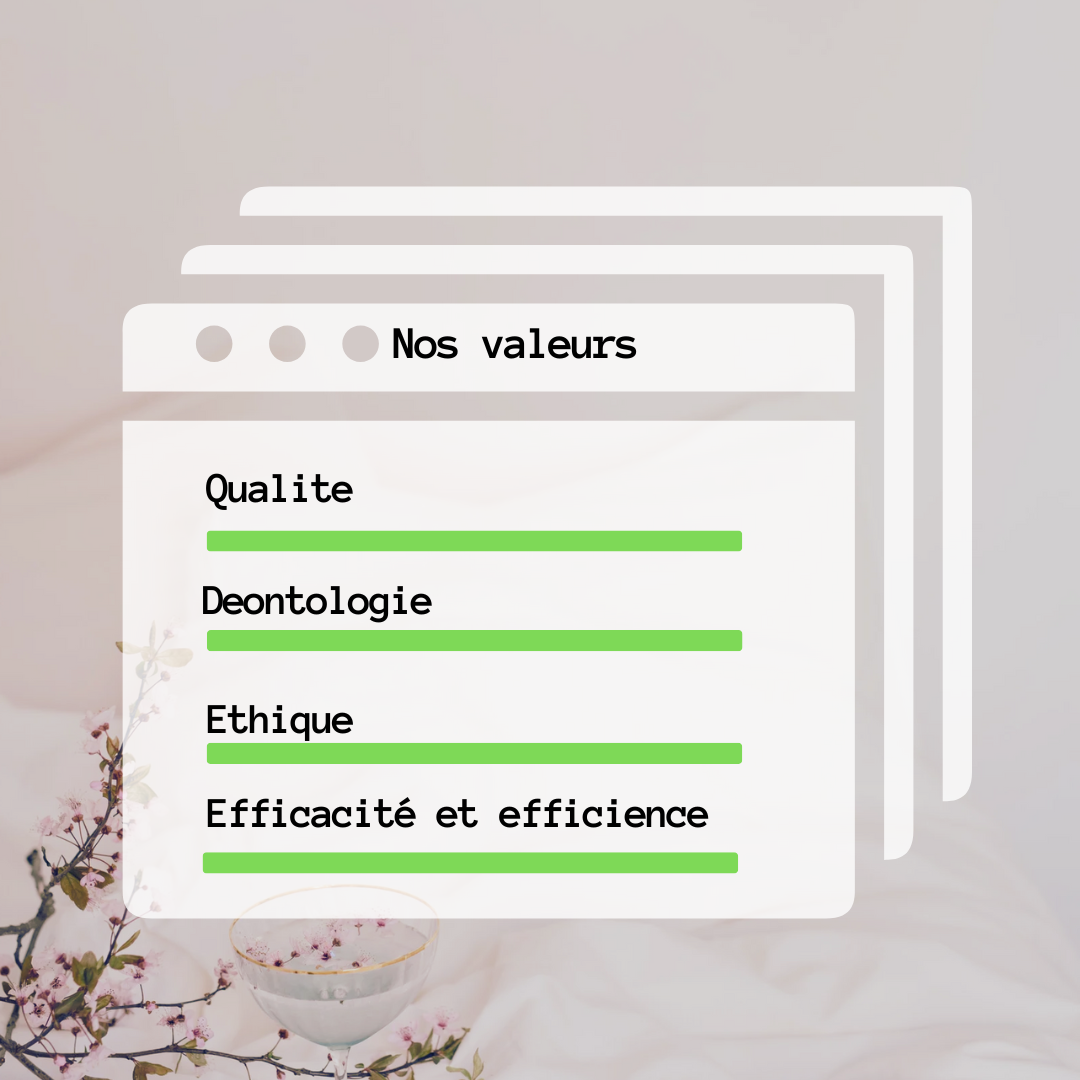 Nos valeurs
Qualite
Deontologie
Ethique
Efficacité et efficience